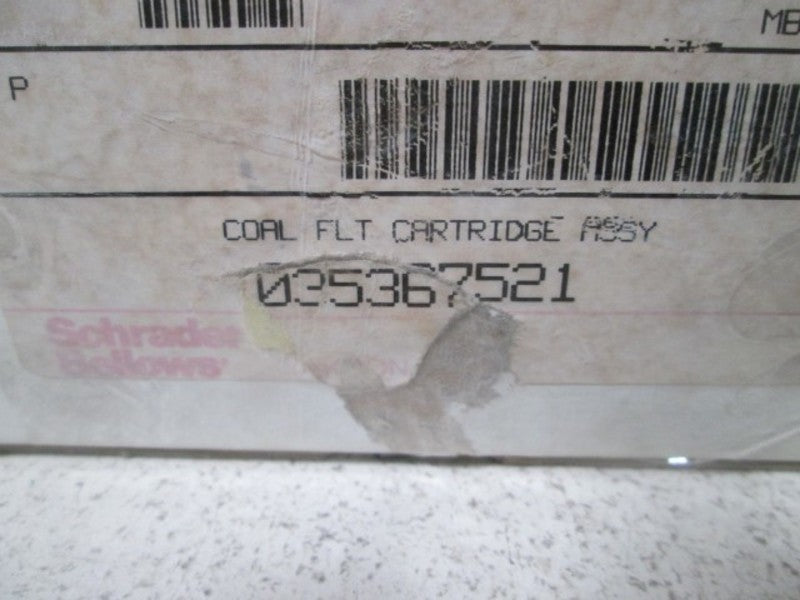 MB
P
COAL FLT CARTRIDGE ASSY
035367521
Schrader
Bellows